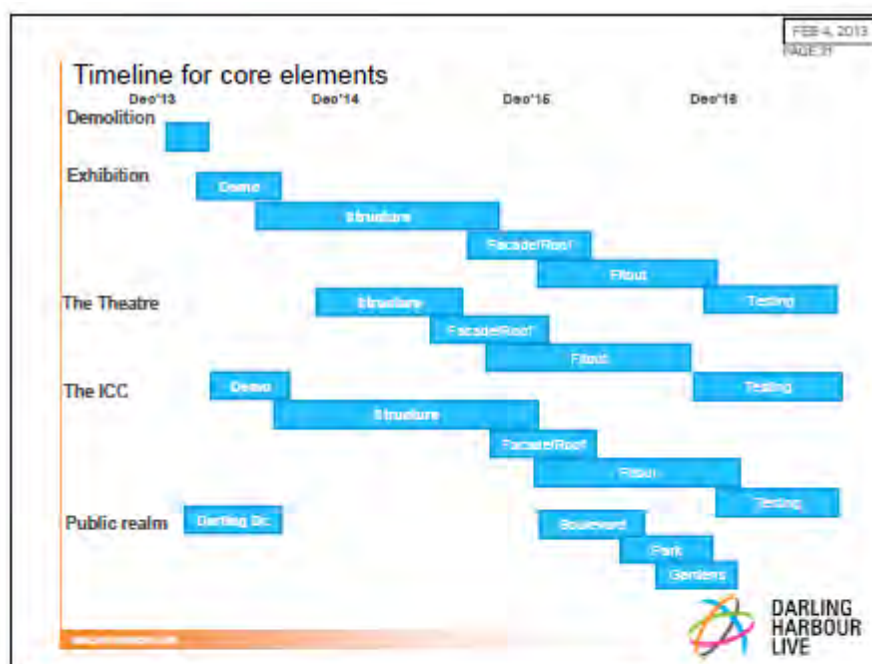 FEB 4, 2013
PAGE 21
Timeline for core elements
Dec'13 Dec'14 Dec'15 Dec'16
Demolition
Exhibition
Demo
Structure
Facade/Roof
Fitout
Testing
The Theatre
Structure
Facade/Roof
Fitout
Testing
The ICC
Demo
Structure
Facade/Roof
Fitout
Testing
Public realm
Darling Dr.
Boulevard
Park
Gardens
DARLING
HARBOUR
LIVE